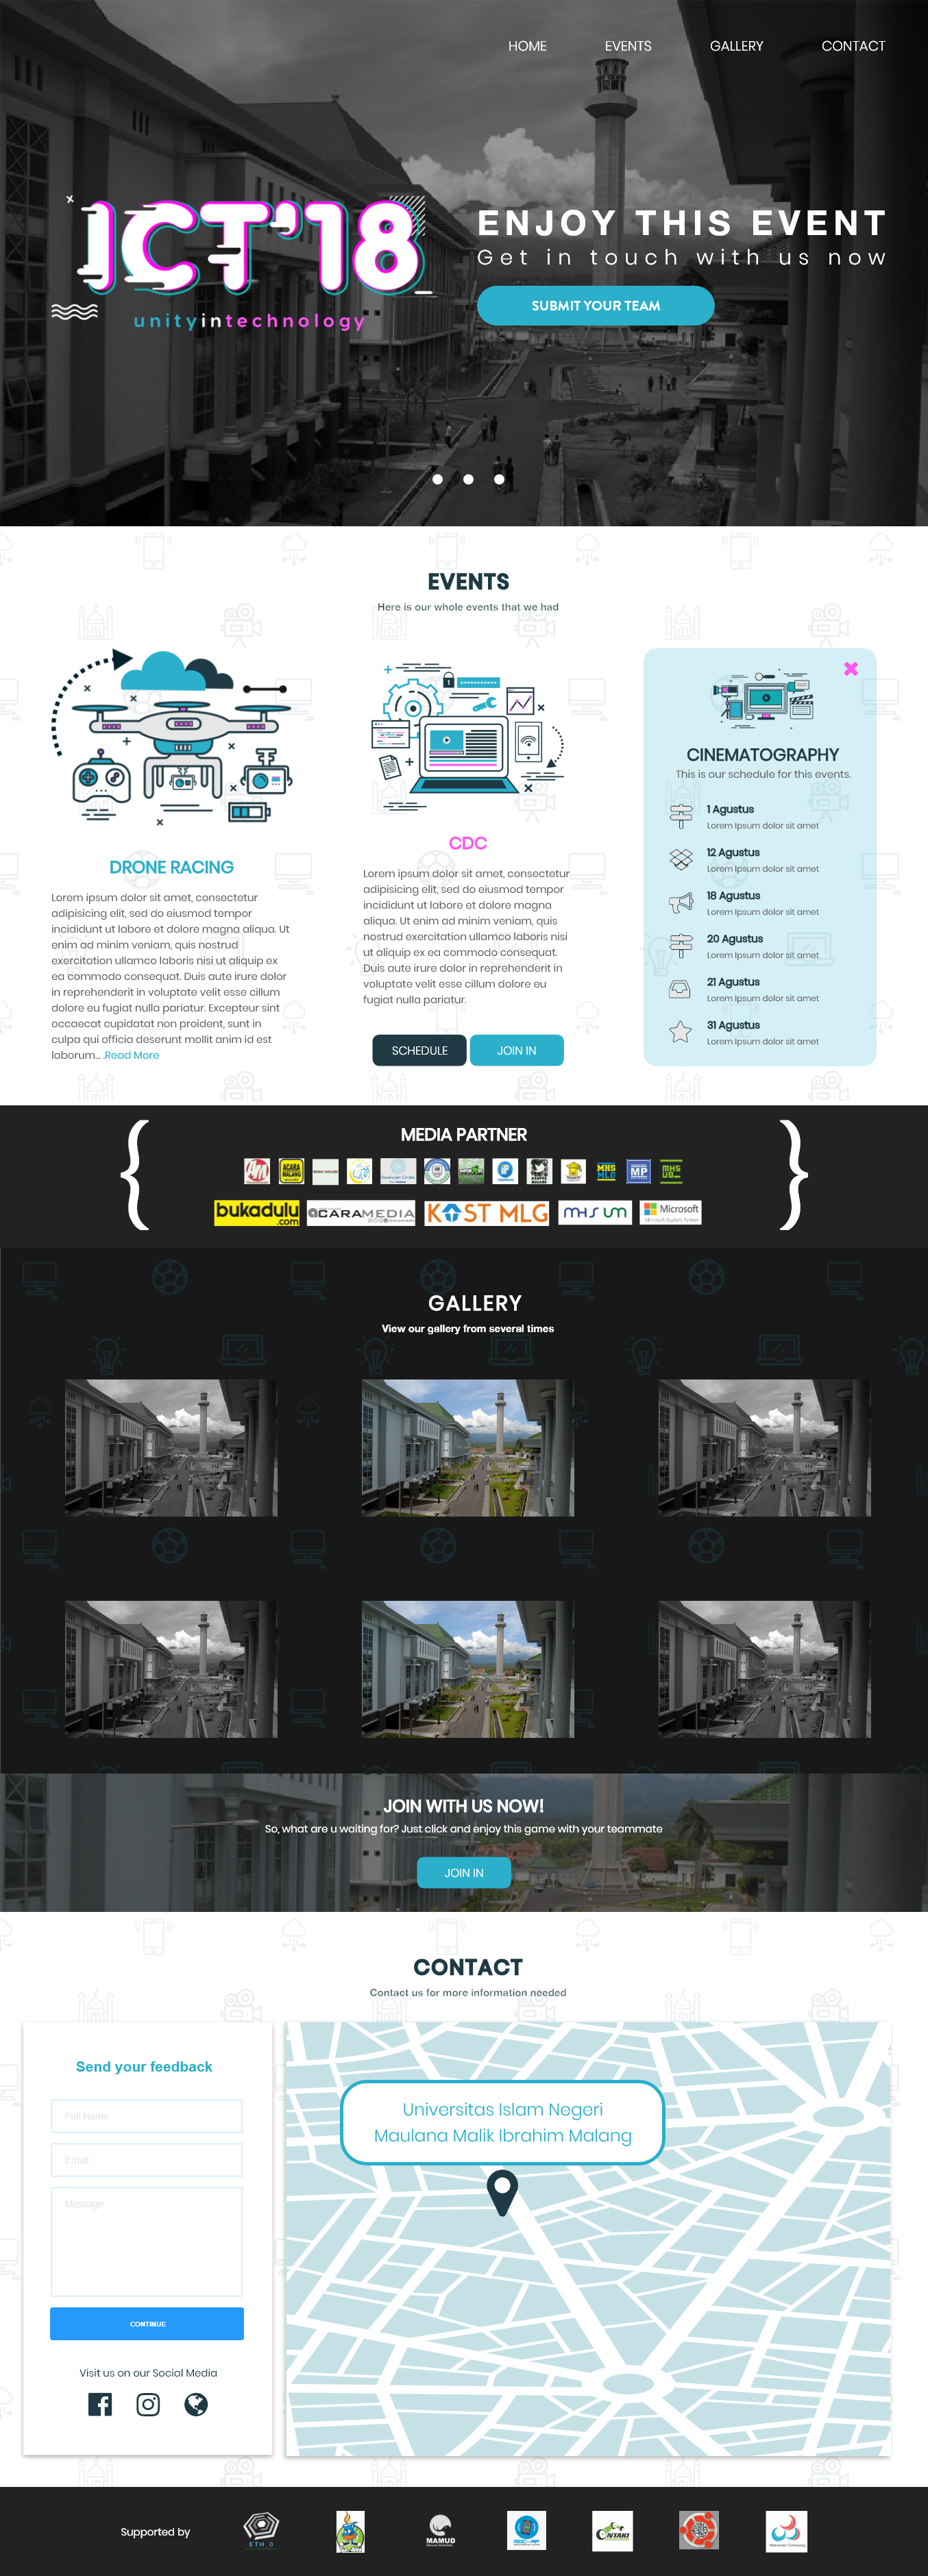 HOME EVENTS GALLERY CONTACT
ICT'18
unityintechnology
ENJOY THIS EVENT
Get in touch with us now
SUBMIT YOUR TEAM
EVENTS
Here is our whole events that we had
DRONE RACING
Lorem ipsum dolor sit amet, consectetur
adipisicing elit, sed do eiusmod tempor
incididunt ut labore et dolore magna aliqua. Ut
enim ad minim veniam, quis nostrud
exercitation ullamco laboris nisi ut aliquip ex
ea commodo consequat. Duis aute irure dolor
in reprehenderit in voluptate velit esse cillum
dolore eu fugiat nulla pariatur. Excepteur sint
occaecat cupidatat non proident, sunt in
culpa qui officia deserunt mollit anim id est
laborum... .Read More
CDC
Lorem ipsum dolor sit amet, consectetur
adipisicing elit, sed do eiusmod tempor
incididunt ut labore et dolore magna
aliqua. Ut enim ad minim veniam, quis
nostrud exercitation ullamco laboris nisi
ut aliquip ex ea commodo consequat.
Duis aute irure dolor in reprehenderit in
voluptate velit esse cillum dolore eu
fugiat nulla pariatur.
SCHEDULE JOIN IN
CINEMATOGRAPHY
This is our schedule for this events.
1 Agustus
Lorem Ipsum dolor sit amet
12 Agustus
Lorem Ipsum dolor sit amet
18 Agustus
Lorem Ipsum dolor sit amet
20 Agustus
Lorem Ipsum dolor sit amet
21 Agustus
Lorem Ipsum dolor sit amet
31 Agustus
Lorem Ipsum dolor sit amet
MEDIA PARTNER
ACARA MALANG MHS MLG MP MHS UB
bukadulu.com aCARAMEDIA KOST MLG MHS UM Microsoft
Microsoft Student Partner
GALLERY
View our gallery from several times
JOIN WITH US NOW!
So, what are u waiting for? Just click and enjoy this game with your teammate
JOIN IN
CONTACT
Contact us for more information needed
Send your feedback
Full Name
Email
Message
CONTINUE
Visit us on our Social Media
Universitas Islam Negeri
Maulana Malik Ibrahim Malang
Supported by
ETH_0
MAMUD
ONTAKI